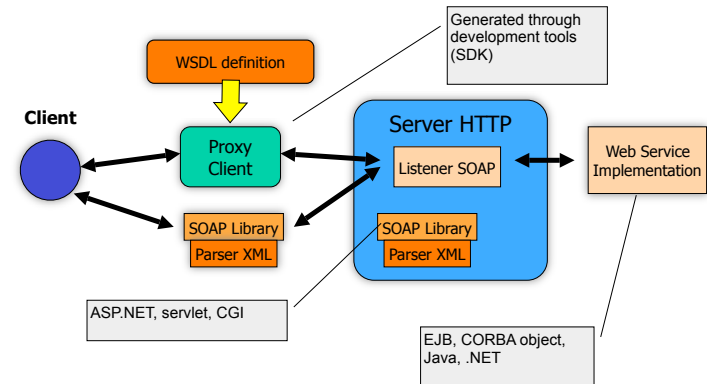 Generated through
development tools
(SDK)
WSDL definition
Client
Server HTTP
Proxy
Client
Listener SOAP
Web Service
Implementation
SOAP Library
Parser XML
SOAP Library
Parser XML
ASP.NET, servlet, CGI
EJB, CORBA object,
Java, .NET